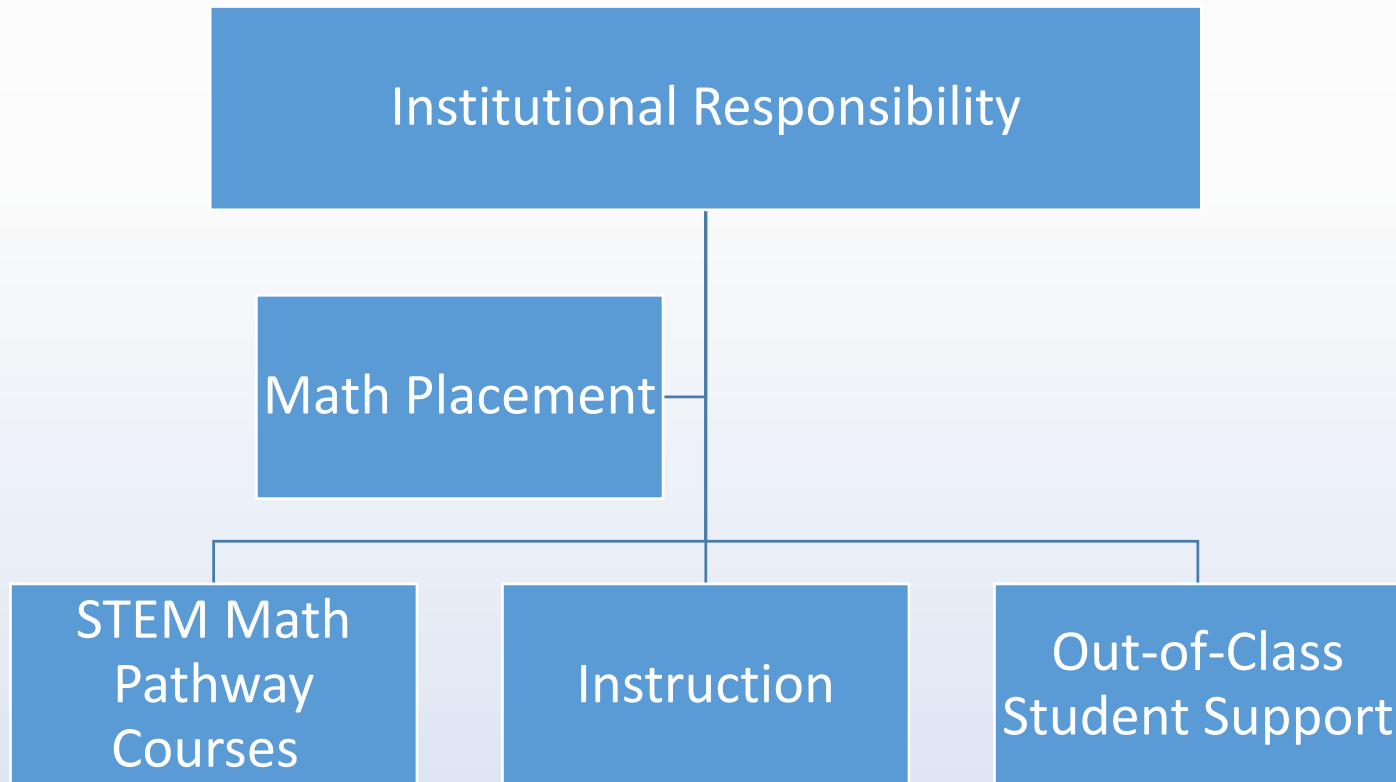 Institutional Responsibility
Math Placement
STEM Math
Pathway
Courses
Instruction
Out-of-Class
Student Support